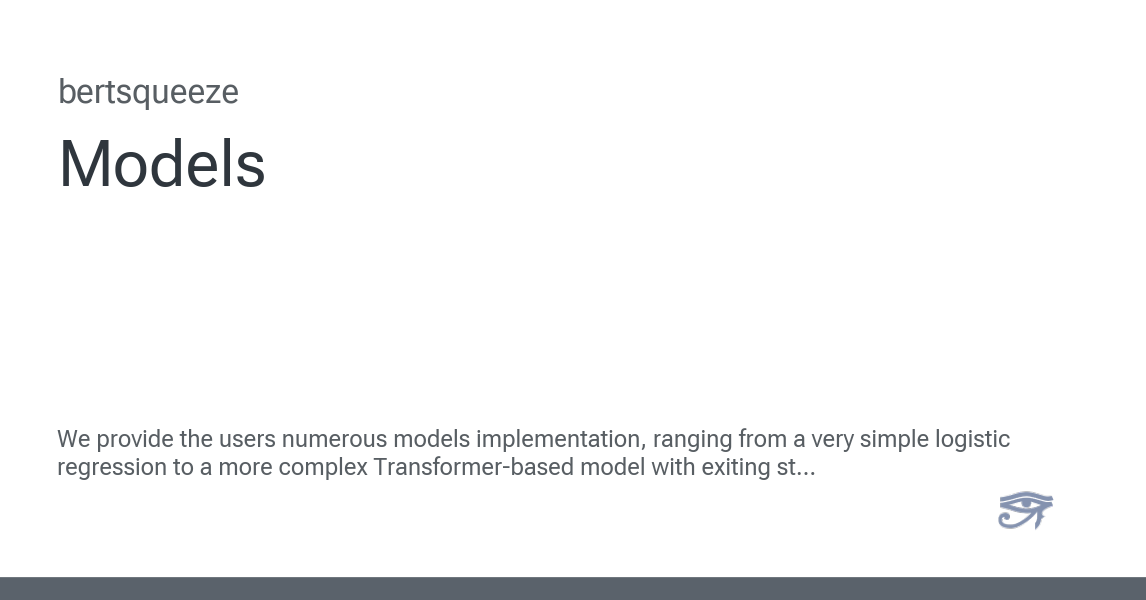 bertsqueeze
Models
We provide the users numerous models implementation, ranging from a very simple logistic
regression to a more complex Transformer-based model with exiting st...